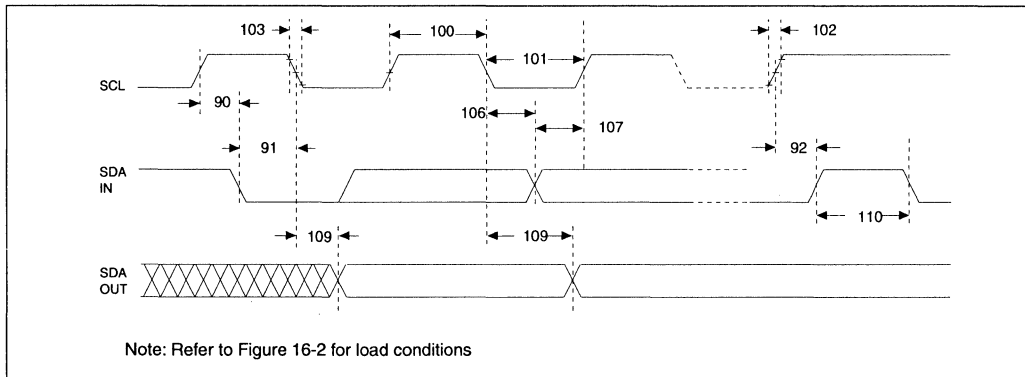 103
100
101
102
SCL
90
106
107
91
92
SDA
IN
110
109
109
SDA
OUT
Note: Refer to Figure 16-2 for load conditions